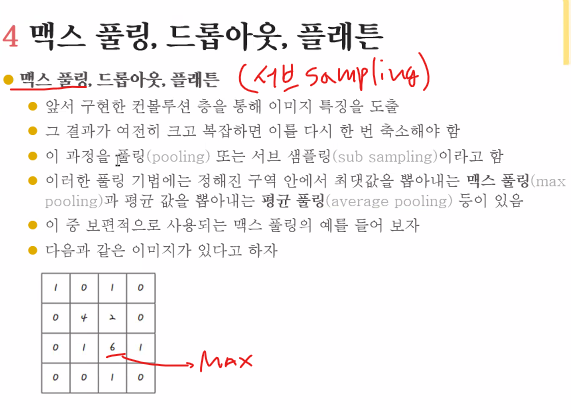 4 맥스 풀링, 드롭아웃, 플래튼
맥스 풀링, 드롭아웃, 플래튼 (서브 sampling)
앞서 구현한 컨볼루션 층을 통해 이미지 특징을 도출
그 결과가 여전히 크고 복잡하면 이를 다시 한 번 축소해야 함
이 과정을 풀링(pooling) 또는 서브 샘플링(sub sampling)이라고 함
이러한 풀링 기법에는 정해진 구역 안에서 최댓값을 뽑아내는 맥스 풀링(max
pooling)과 평균 값을 뽑아내는 평균 풀링(average pooling) 등이 있음
이 중 보편적으로 사용되는 맥스 풀링의 예를 들어 보자
다음과 같은 이미지가 있다고 하자
1 0 1 0
0 4 2 0
0 1 6 1
MAX
0 0 1 0